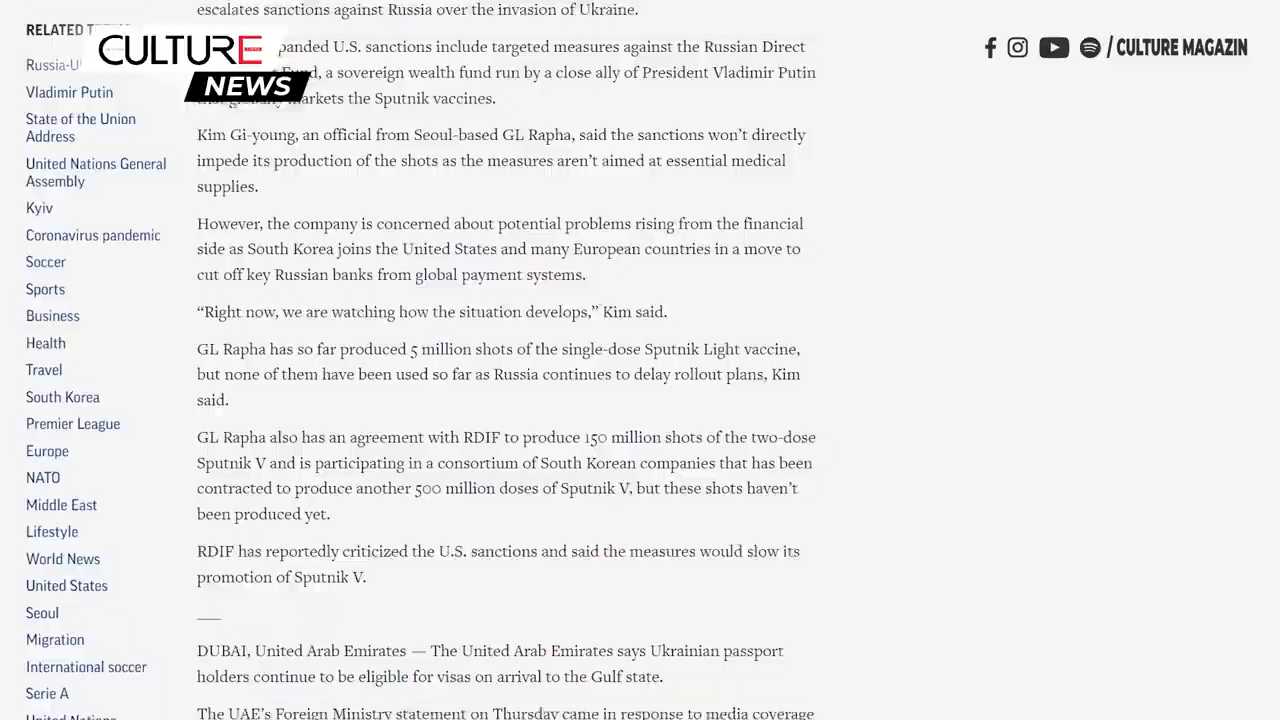 escalates sanctions against Russia over the invasion of Ukraine.
RELATED
CULTURE
NEWS
/ CULTURE MAGAZIN
U.S. sanctions include targeted measures against the Russian Direct
a sovereign wealth fund run by a close ally of President Vladimir Putin
the Sputnik vaccines.
Kim Gi-young, an official from Seoul-based GL Rapha, said the sanctions won’t directly
impede its production of the shots as the measures aren’t aimed at essential medical
supplies.
However, the company is concerned about potential problems rising from the financial
side as South Korea joins the United States and many European countries in a move to
cut off key Russian banks from global payment systems.
“Right now, we are watching how the situation develops,” Kim said.
GL Rapha has so far produced 5 million shots of the single-dose Sputnik Light vaccine,
but none of them have been used so far as Russia continues to delay rollout plans, Kim
said.
GL Rapha also has an agreement with RDIF to produce 150 million shots of the two-dose
Sputnik V and is participating in a consortium of South Korean companies that has been
contracted to produce another 500 million doses of Sputnik V, but these shots haven’t
been produced yet.
RDIF has reportedly criticized the U.S. sanctions and said the measures would slow its
promotion of Sputnik V.
DUBAI, United Arab Emirates — The United Arab Emirates says Ukrainian passport
holders continue to be eligible for visas on arrival to the Gulf state.
The UAE’s Foreign Ministry statement on Thursday came in response to media coverage
Vladimir Putin
State of the Union
Address
United Nations General
Assembly
Kyiv
Coronavirus pandemic
Soccer
Sports
Business
Health
Travel
South Korea
Premier League
Europe
NATO
Middle East
Lifestyle
World News
United States
Seoul
Migration
International soccer
Serie A
United Nations